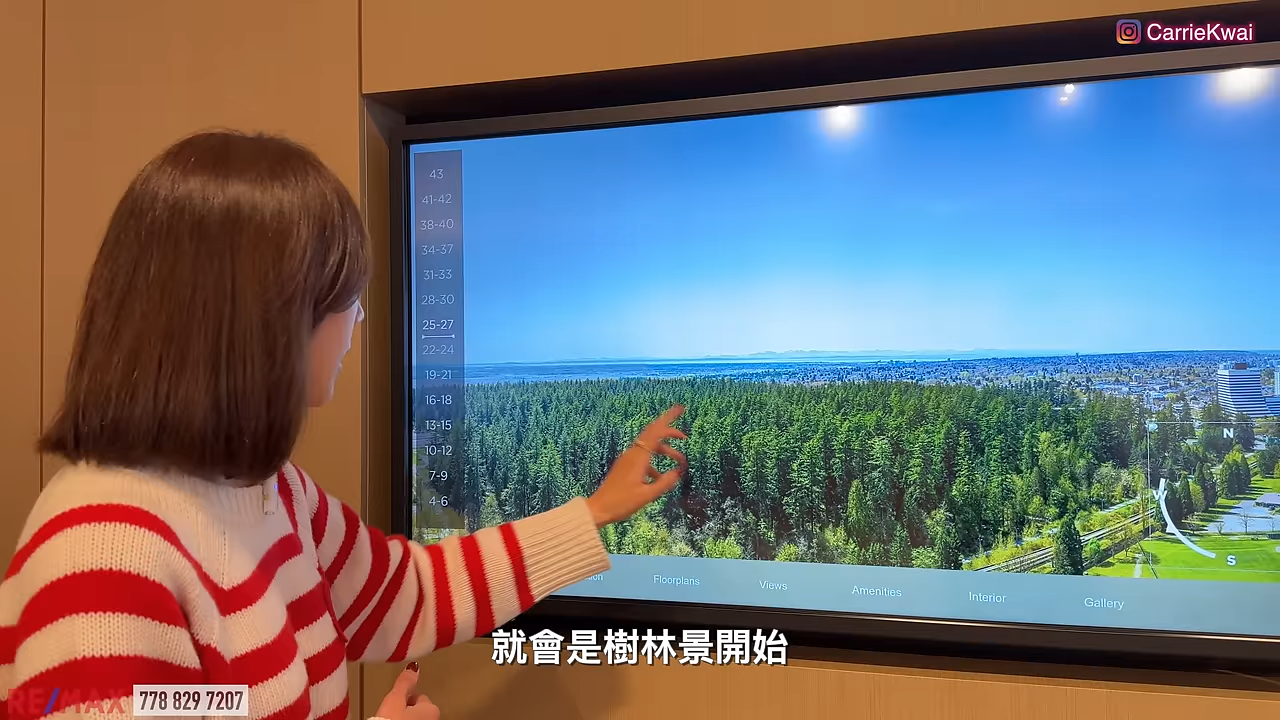 CarrieKwai
43
41-42
38-40
34-37
31-33
28-30
25-27
22-24
19-21
16-18
13-15
10-12
7-9
4-6
N
S
Floorplans
Views
Amenities
Interior
Gallery
就會是樹林景開始
RE/MAX
778 829 7207